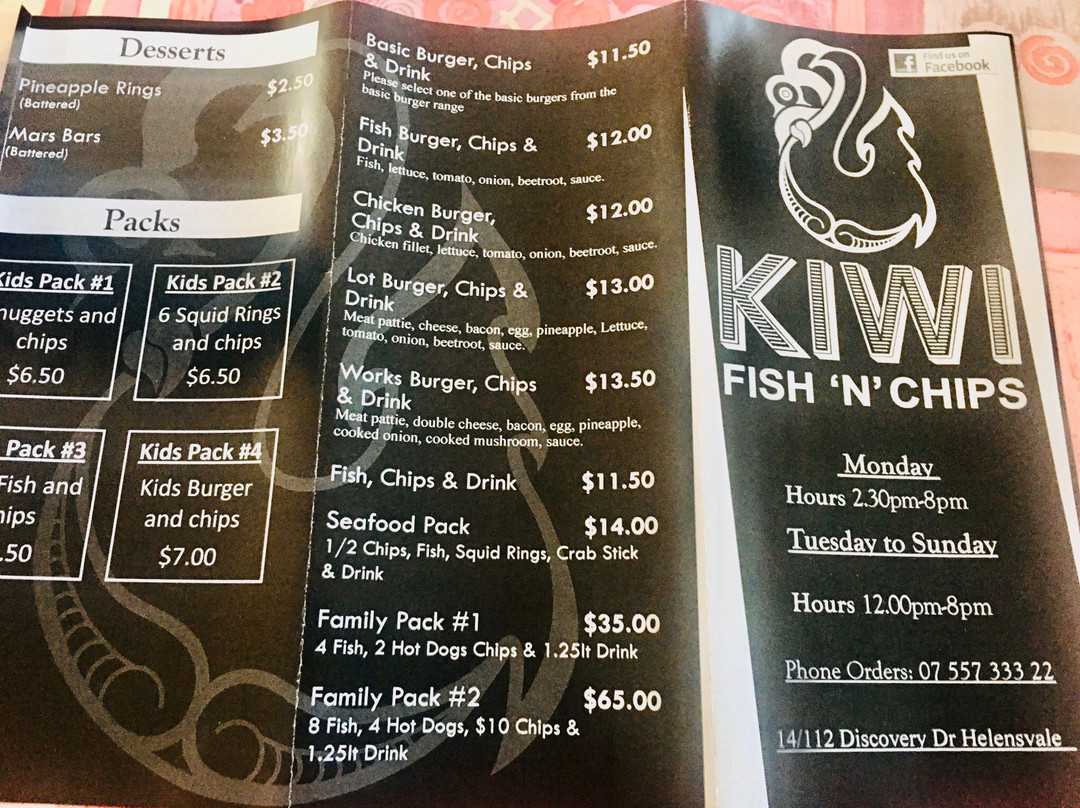 Desserts
Pineapple Rings $2.50
(Battered)
Mars Bars $3.50
(Battered)
Packs
Kids Pack #1
nuggets and
chips
$6.50
Kids Pack #2
6 Squid Rings
and chips
$6.50
Pack #3
Fish and
.50
Kids Pack #4
Kids Burger
and chips
$7.00
Basic Burger, Chips $11.50
& Drink
Please select one of the basic burgers from the
basic burger range
Fish Burger, Chips & $12.00
Drink
Fish, lettuce, tomato, onion, beetroot, sauce.
Chicken Burger, $12.00
Chips & Drink
Chicken fillet, lettuce, tomato, onion, beetroot, sauce.
Lot Burger, Chips & $13.00
Drink
Meat pattie, cheese, bacon, egg, pineapple, Lettuce,
tomato, onion, beetroot, sauce.
Works Burger, Chips $13.50
& Drink
Meat pattie, double cheese, bacon, egg, pineapple,
cooked onion, cooked mushroom, sauce.
Fish, Chips & Drink $11.50
Seafood Pack $14.00
1/2 Chips, Fish, Squid Rings, Crab Stick
& Drink
Family Pack #1 $35.00
4 Fish, 2 Hot Dogs Chips & 1.25lt Drink
Family Pack #2 $65.00
8 Fish, 4 Hot Dogs, $10 Chips &
1.25lt Drink
f Find us on
Facebook
KIWI
FISH ‘N’ CHIPS
Monday
Hours 2.30pm-8pm
Tuesday to Sunday
Hours 12.00pm-8pm
Phone Orders: 07 557 333 22
14/112 Discovery Dr Helensvale